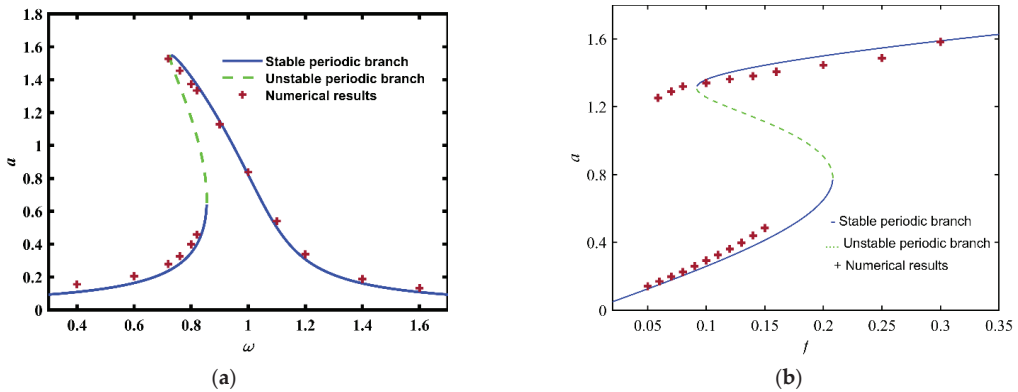 1.8
1.6
1.4
1.2
1
0.8
0.6
0.4
0.2
0
a
Stable periodic branch
Unstable periodic branch
Numerical results
0.4 0.6 0.8 1 1.2 1.4 1.6
ω
(a)
1.6
1.2
0.8
0.4
0
a
Stable periodic branch
Unstable periodic branch
Numerical results
0.05 0.1 0.15 0.2 0.25 0.3 0.35
f
(b)